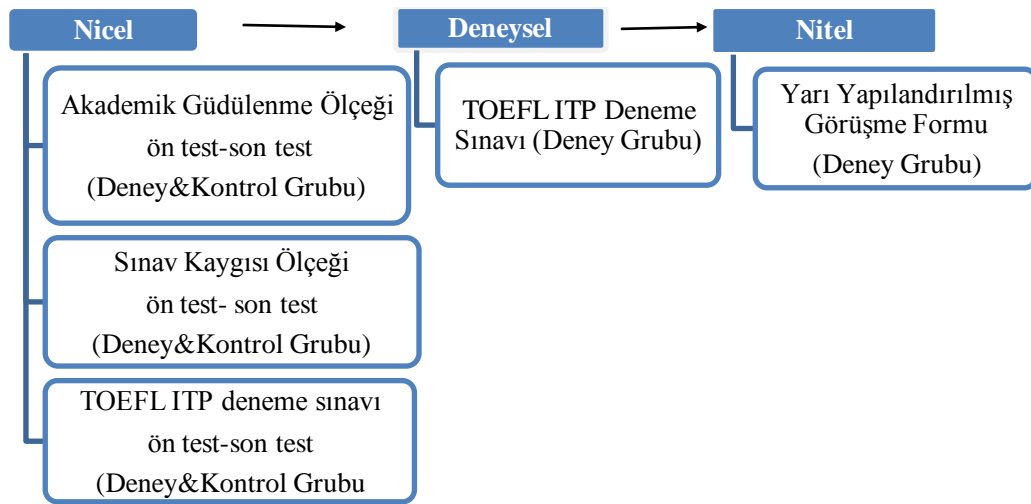 Nicel
Akademik Güdülenme Ölçeği
ön test-son test
(Deney&Kontrol Grubu)
Sınav Kaygısı Ölçeği
ön test- son test
(Deney&Kontrol Grubu)
TOEFL ITP deneme sınavı
ön test-son test
(Deney&Kontrol Grubu
Deneysel
TOEFL ITP Deneme
Sınavı (Deney Grubu)
Nitel
Yarı Yapılandırılmış
Görüşme Formu
(Deney Grubu)